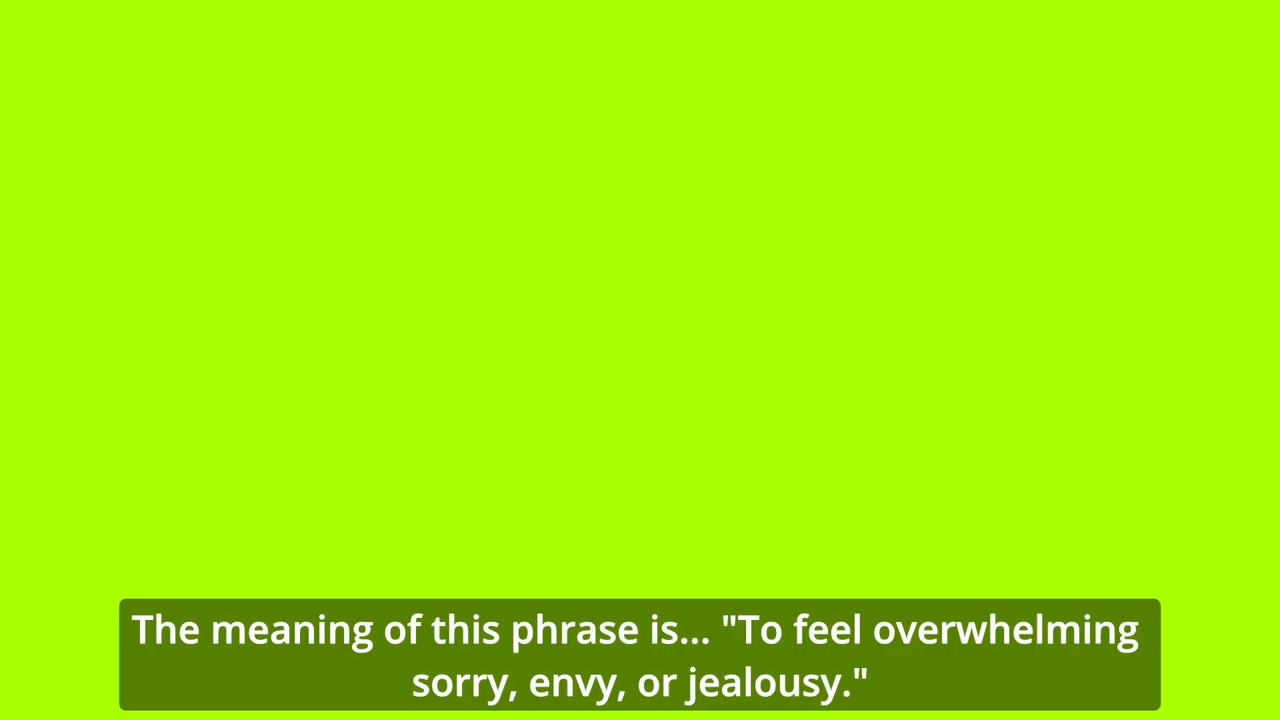 The meaning of this phrase is... "To feel overwhelming
sorry, envy, or jealousy."